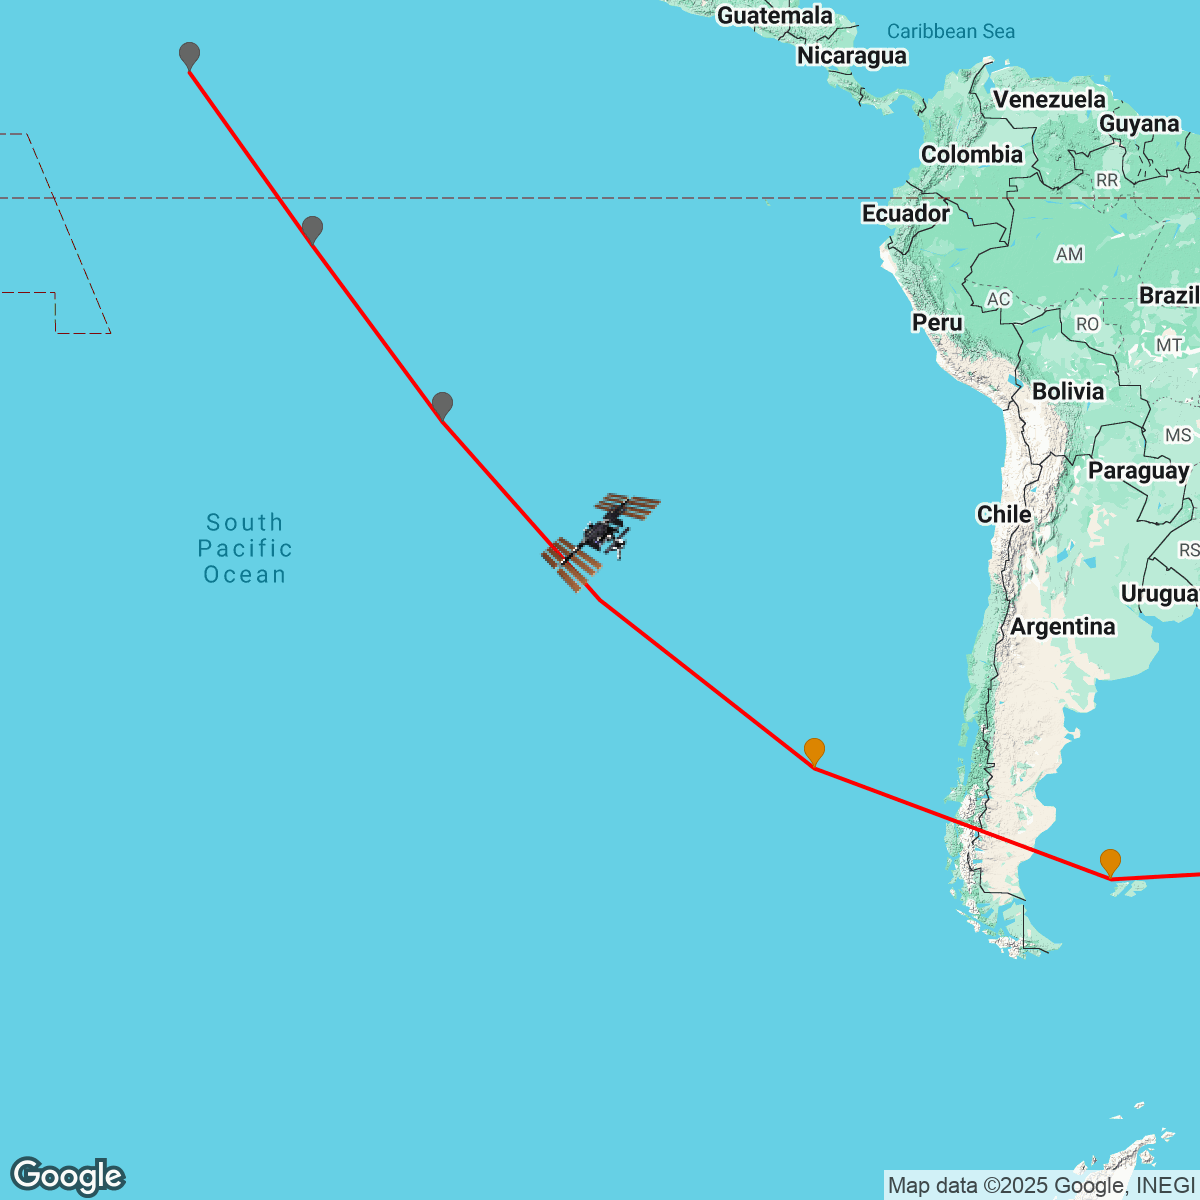 Guatemala
Caribbean Sea
Nicaragua
Venezuela
Guyana
Colombia
RR
Ecuador
AM
AC
Brazil
Peru
RO
MT
Bolivia
MS
Paraguay
Chile
South
Pacific
Ocean
RS
Urugua
Argentina
Google
Map data ©2025 Google, INEGI